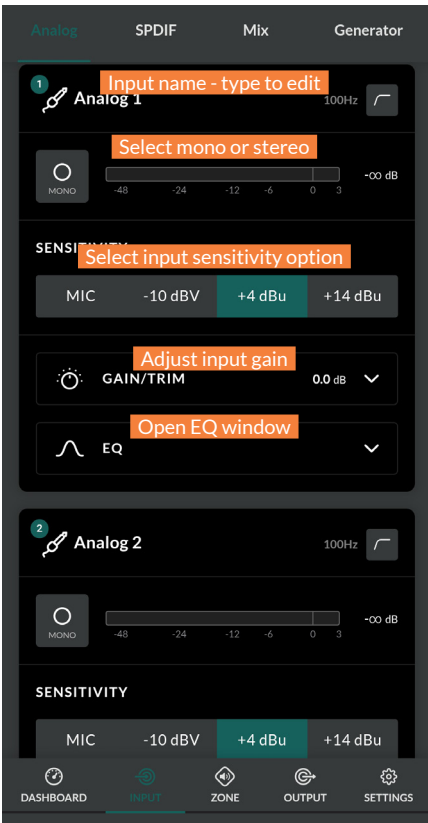 Analog SPDIF Mix Generator
Input name - type to edit
1 Analog 1 100Hz
Select mono or stereo
MONO -48 -24 -12 -6 0 3 -∞ dB
SENSITIVITY
Select input sensitivity option
MIC -10 dBV +4 dBu +14 dBu
Adjust input gain
GAIN/TRIM 0.0 dB
Open EQ window
EQ
2 Analog 2 100Hz
MONO -48 -24 -12 -6 0 3 -∞ dB
SENSITIVITY
MIC -10 dBV +4 dBu +14 dBu
DASHBOARD INPUT ZONE OUTPUT SETTINGS